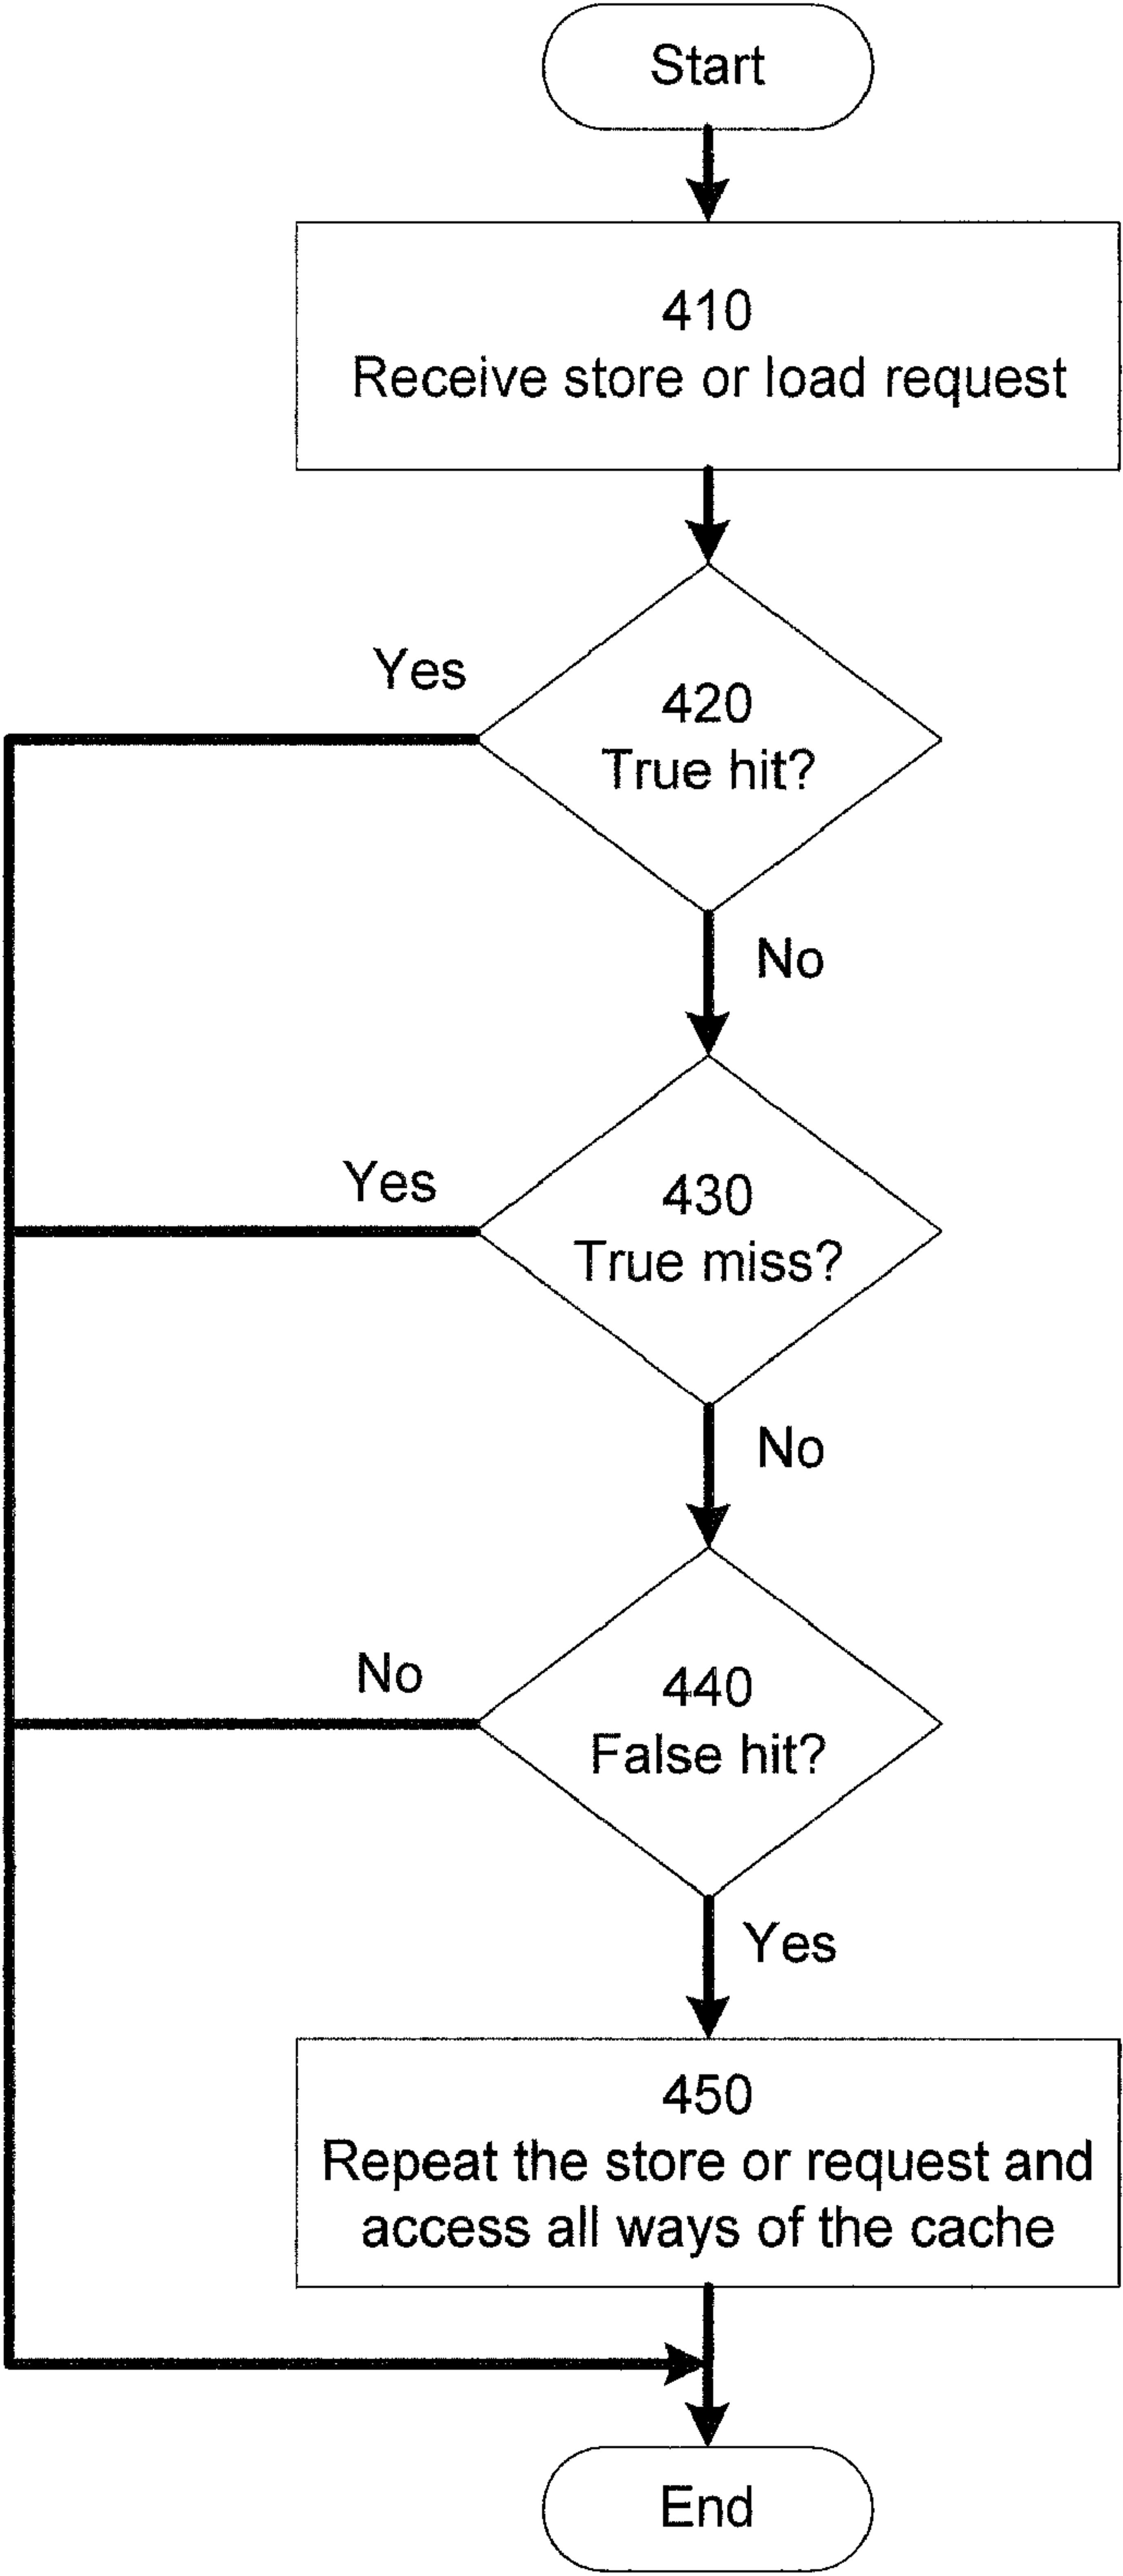 Start
410
Receive store or load request
Yes
420
True hit?
No
Yes
430
True miss?
No
No
440
False hit?
Yes
450
Repeat the store or request and
access all ways of the cache
End